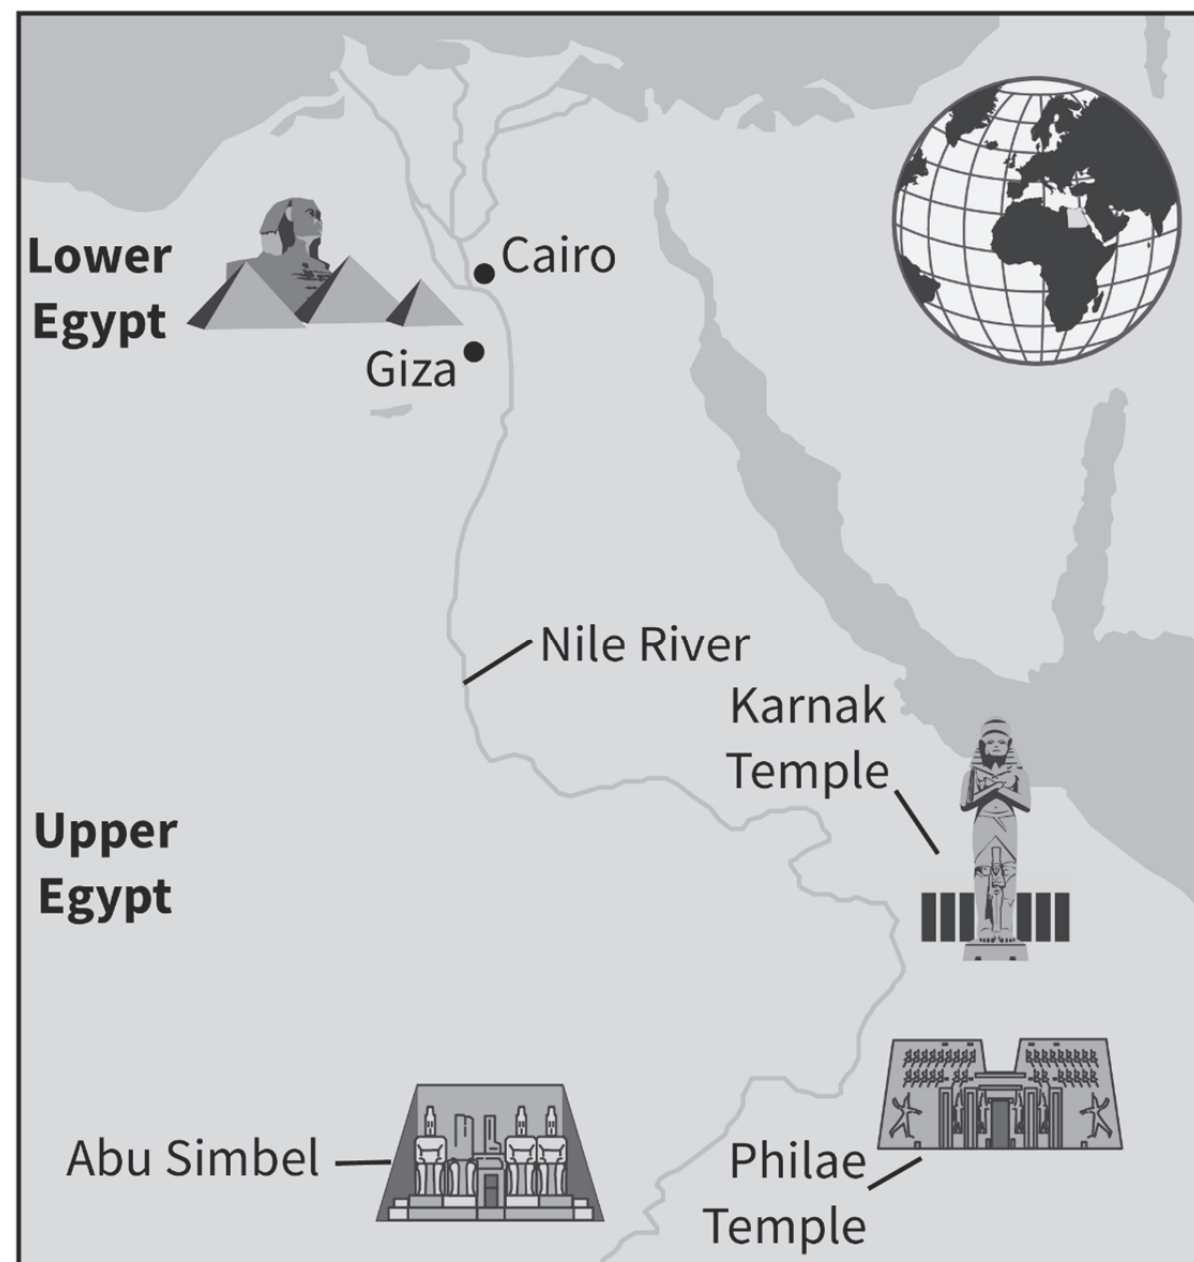 Lower
Egypt
Cairo
Giza
Nile River
Karnak
Temple
Upper
Egypt
Abu Simbel
Philae
Temple